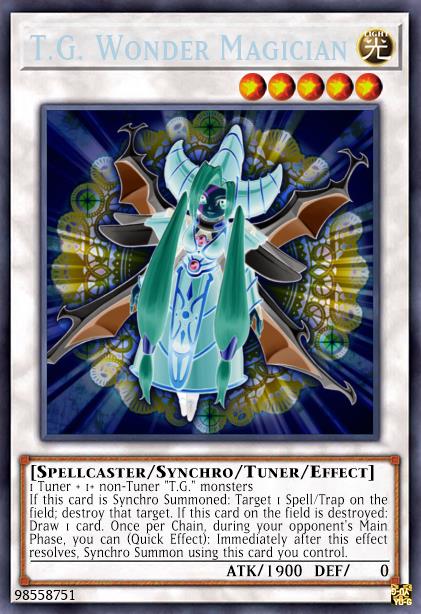 T.G. Wonder Magician
LIGHT
光
[Spellcaster/Synchro/Tuner/Effect]
1 Tuner + 1+ non-Tuner "T.G." monsters
If this card is Synchro Summoned: Target 1 Spell/Trap on the
field; destroy that target. If this card on the field is destroyed:
Draw 1 card. Once per Chain, during your opponent's Main
Phase, you can (Quick Effect): Immediately after this effect
resolves, Synchro Summon using this card you control.
ATK/1900 DEF/ 0
98558751